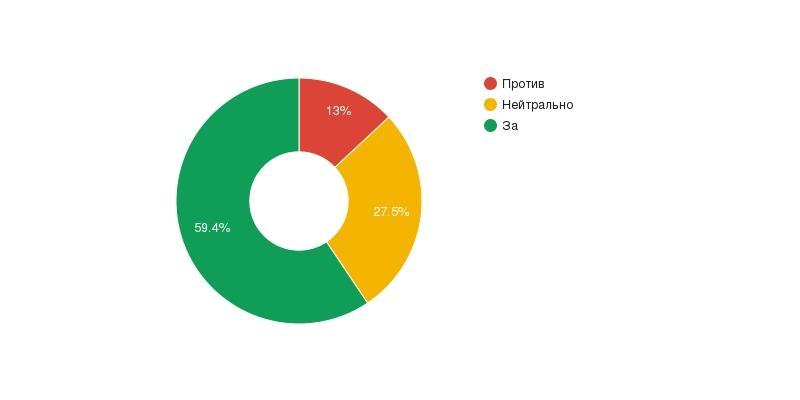 13%
27.5%
59.4%
Против
Нейтрально
За